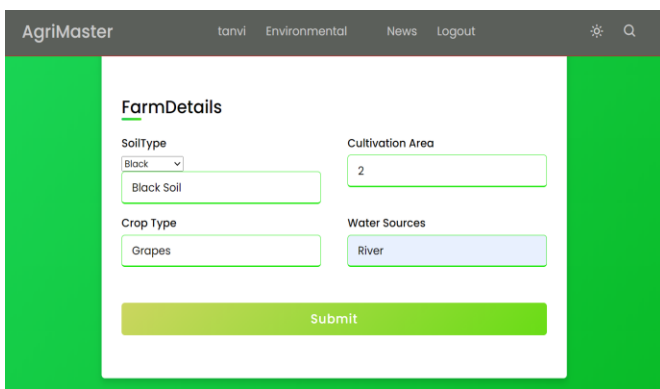 AgriMaster tanvi Environmental News Logout
FarmDetails
SoilType
Black
Black Soil
Cultivation Area
2
Crop Type
Grapes
Water Sources
River
Submit